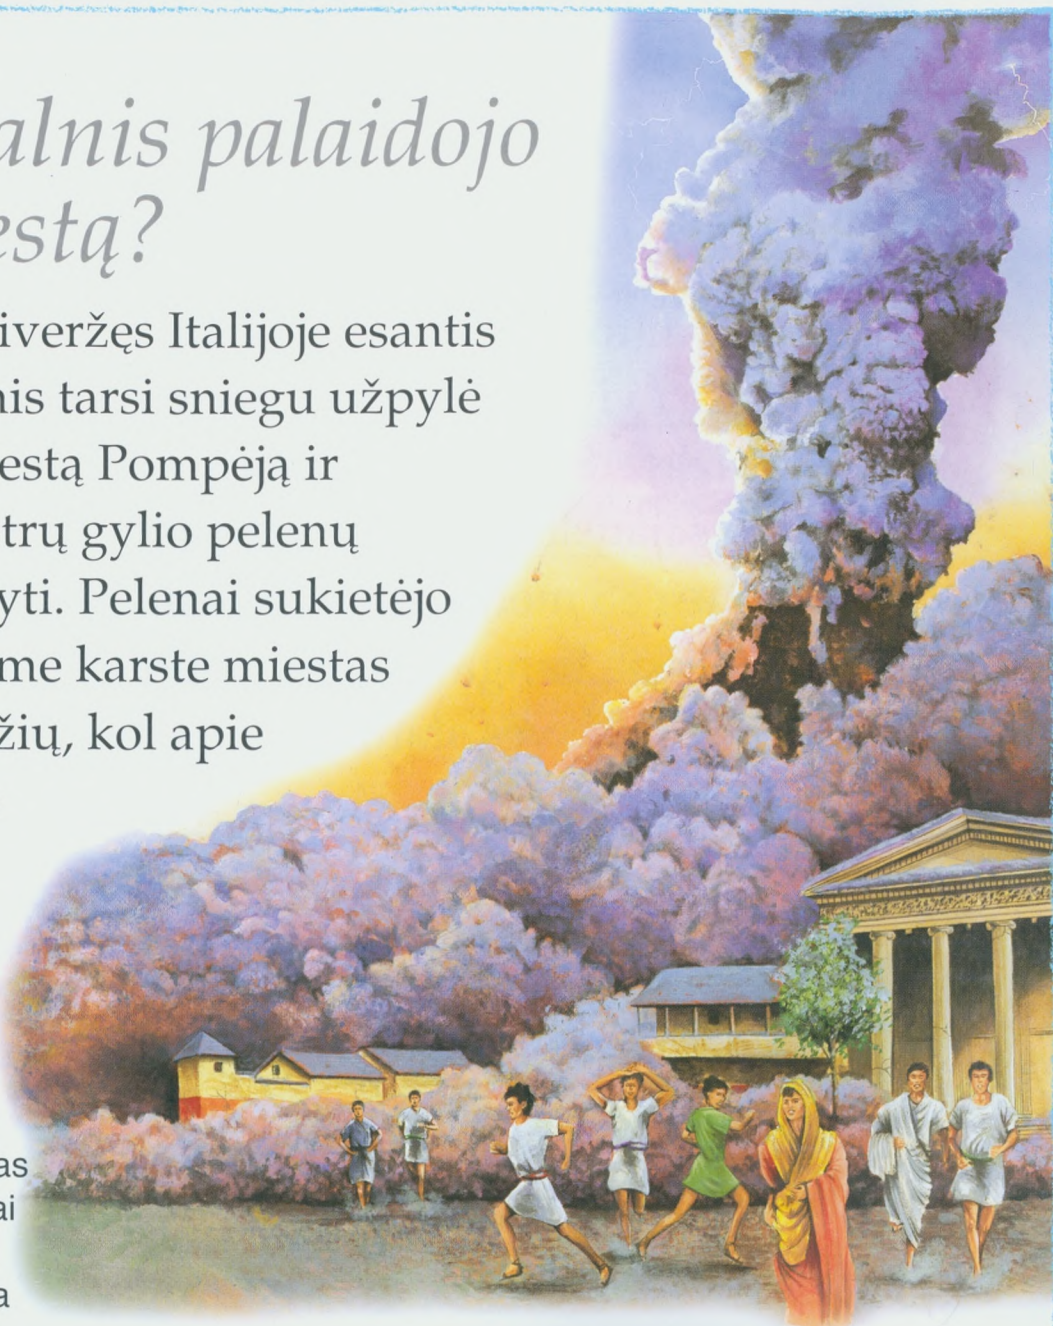 alnis palaidojo
estą?
iveržęs Italijoje esantis
nis tarsi sniegu užpylė
estą Pompėją ir
trų gylio pelenų
yti. Pelenai sukietėjo
me karste miestas
žių, kol apie
as
ai
a